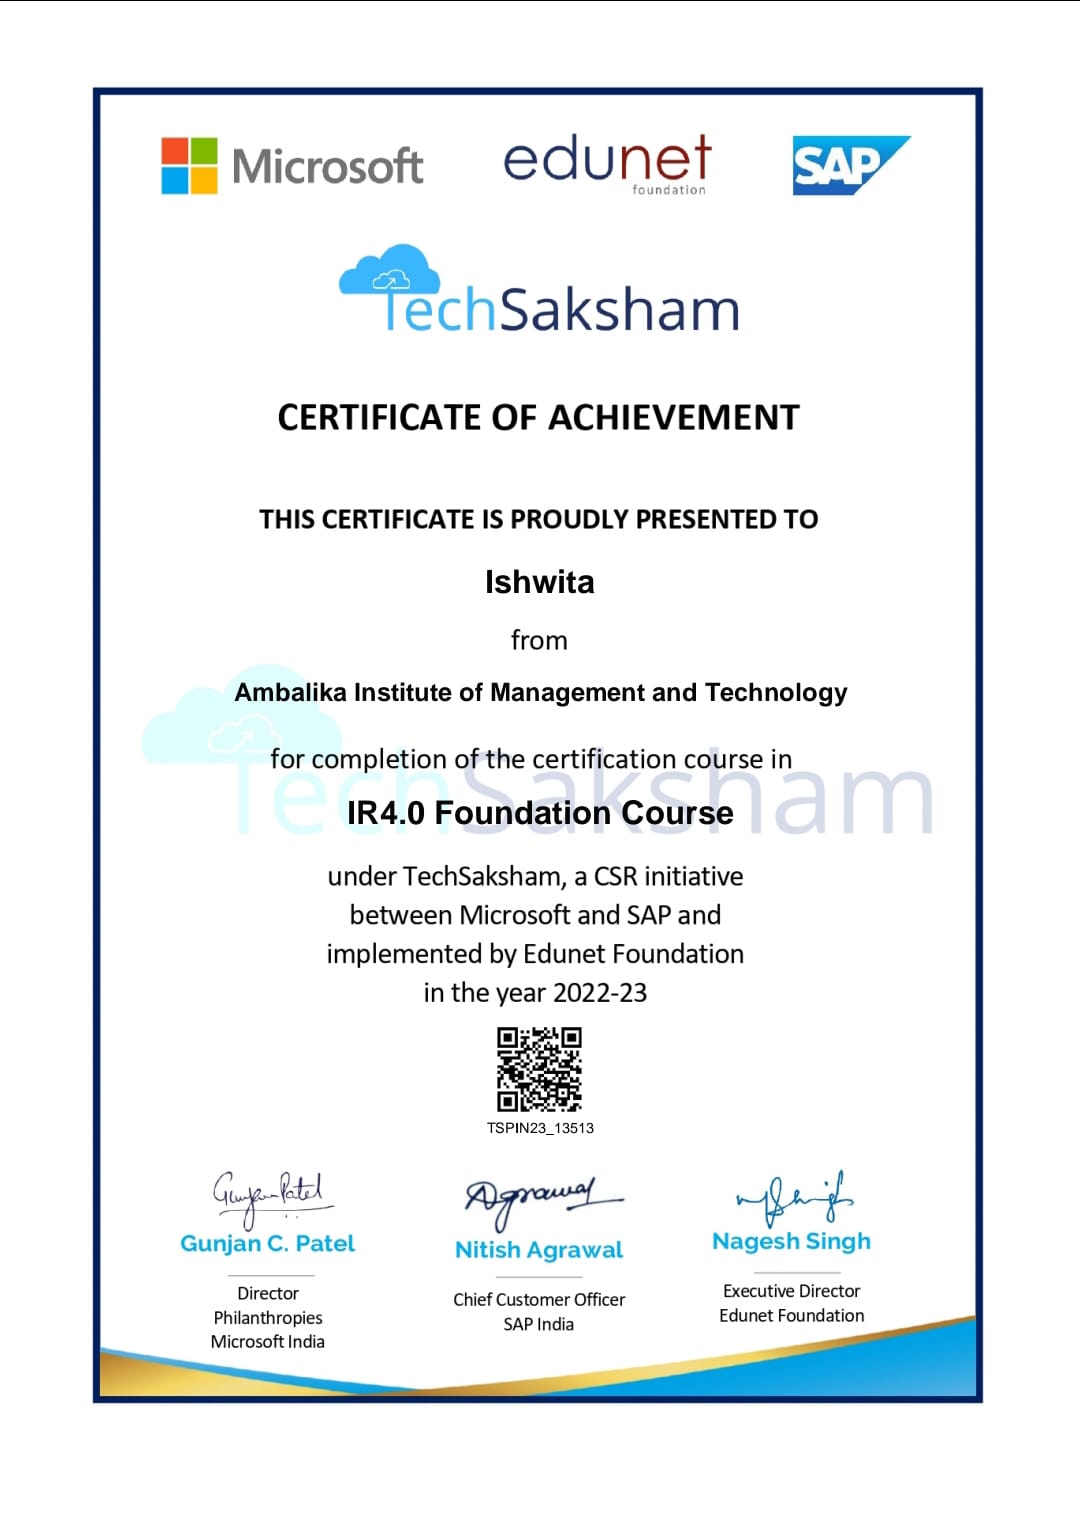 Microsoft
edunet
foundation
SAP
TechSaksham
CERTIFICATE OF ACHIEVEMENT
THIS CERTIFICATE IS PROUDLY PRESENTED TO
Ishwita
from
Ambalika Institute of Management and Technology
for completion of the certification course in
TechSaksham
IR4.0 Foundation Course
under TechSaksham, a CSR initiative
between Microsoft and SAP and
implemented by Edunet Foundation
in the year 2022-23
TSPIN23_13513
Gunjan Patel
Agrawal
Gunjan C. Patel
Director
Philanthropies
Microsoft India
Nitish Agrawal
Chief Customer Officer
SAP India
Nagesh Singh
Executive Director
Edunet Foundation